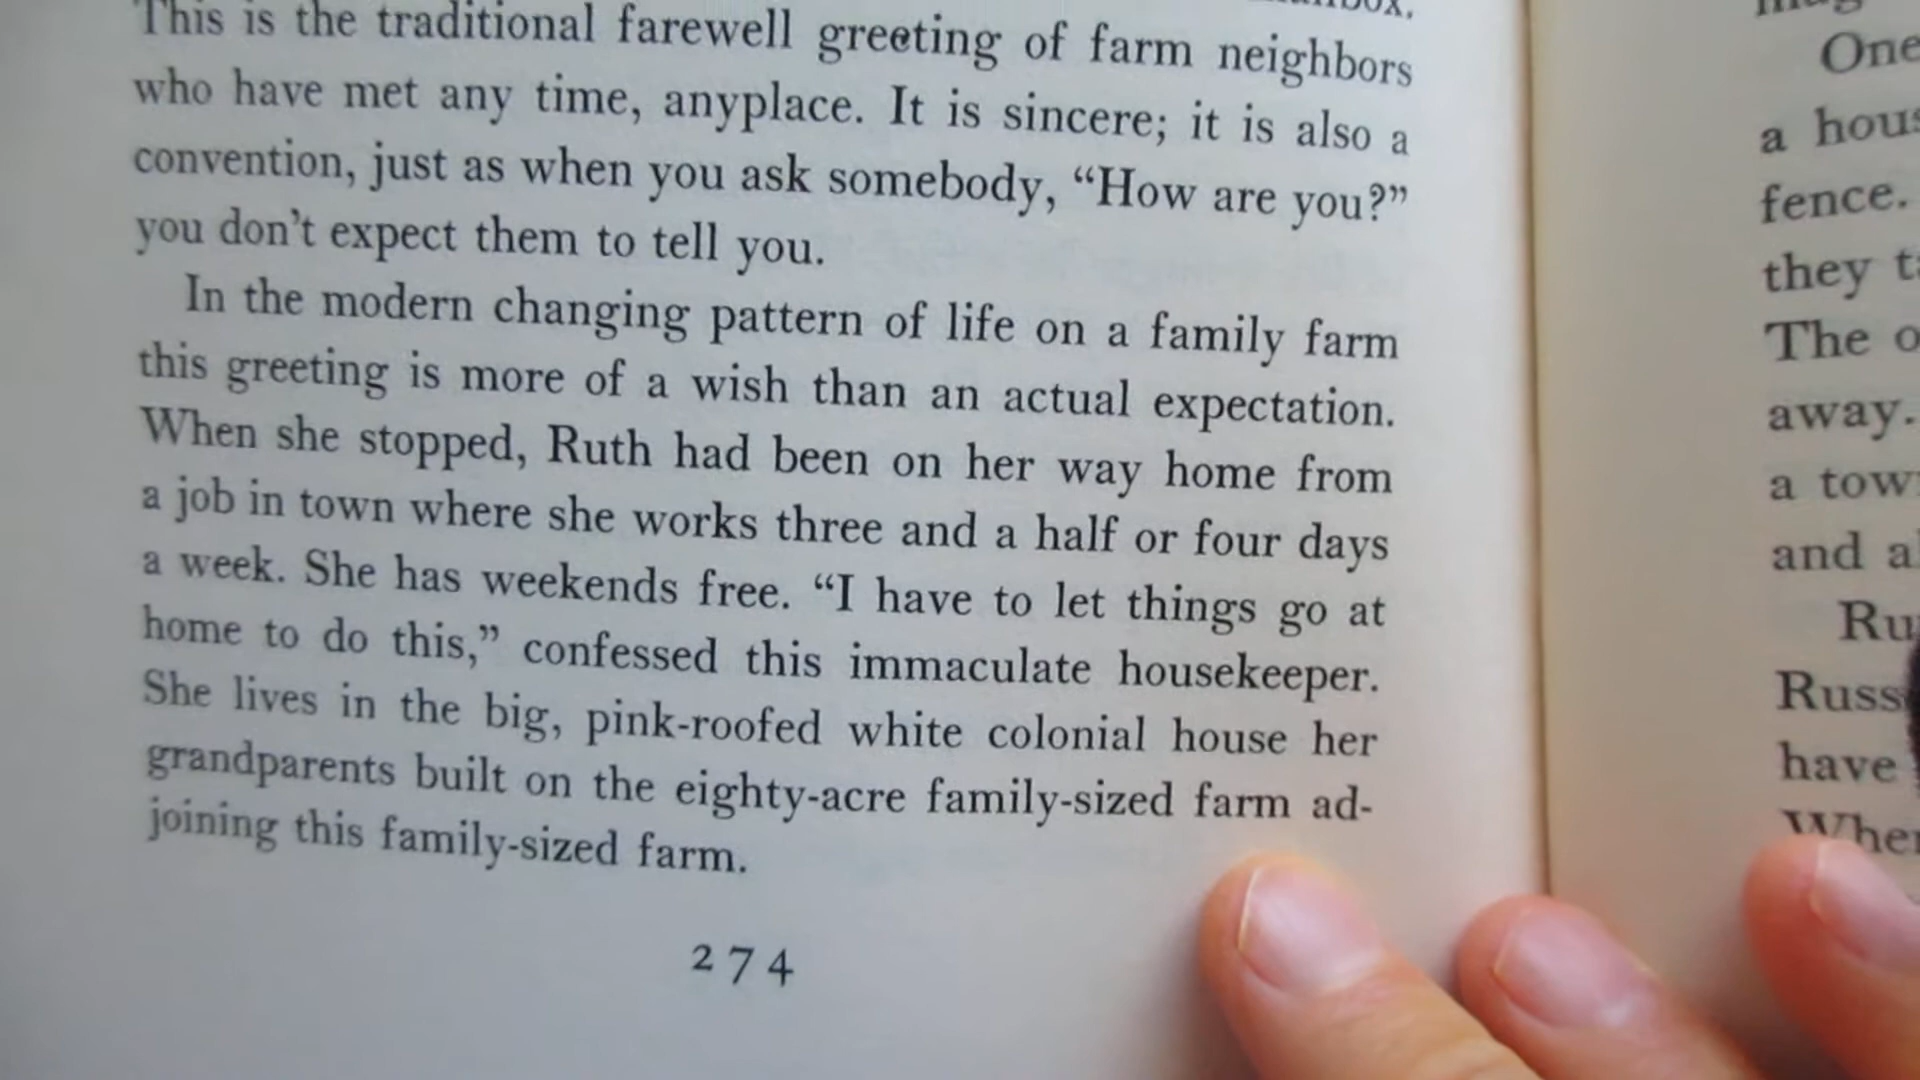 This is the traditional farewell greeting of farm neighbors
who have met any time, anyplace. It is sincere; it is also a
convention, just as when you ask somebody, “How are you?”
you don’t expect them to tell you.
In the modern changing pattern of life on a family farm
this greeting is more of a wish than an actual expectation.
When she stopped, Ruth had been on her way home from
a job in town where she works three and a half or four days
a week. She has weekends free. “I have to let things go at
home to do this,” confessed this immaculate housekeeper.
She lives in the big, pink-roofed white colonial house her
grandparents built on the eighty-acre family-sized farm ad-
joining this family-sized farm.
274
One
a
fence.
they
The
away.
a
and
have